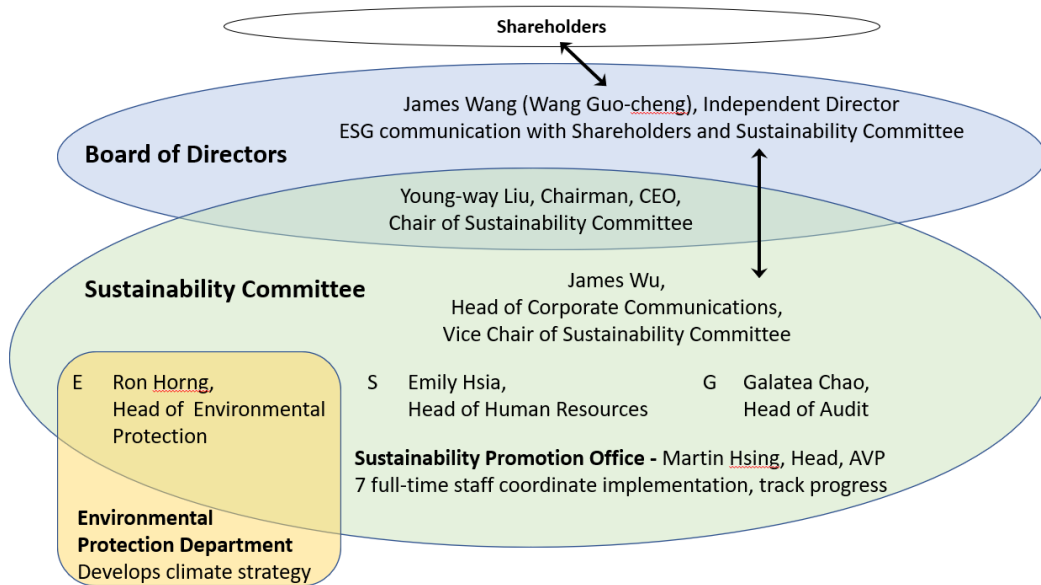 Shareholders
James Wang (Wang Guo-cheng), Independent Director
ESG communication with Shareholders and Sustainability Committee
Board of Directors
Young-way Liu, Chairman, CEO,
Chair of Sustainability Committee
Sustainability Committee
James Wu,
Head of Corporate Communications,
Vice Chair of Sustainability Committee
E Ron Horng,
Head of Environmental
Protection
S Emily Hsia,
Head of Human Resources
G Galatea Chao,
Head of Audit
Sustainability Promotion Office - Martin Hsing, Head, AVP
7 full-time staff coordinate implementation, track progress
Environmental
Protection Department
Develops climate strategy